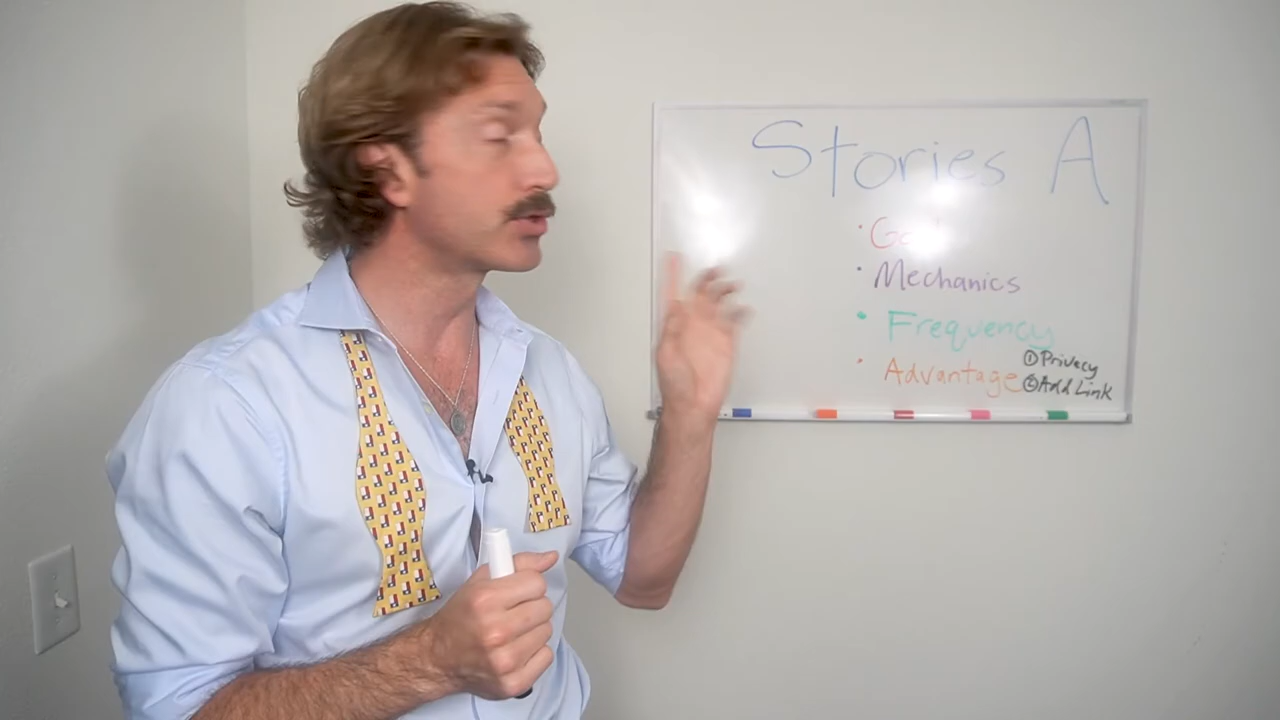 Stories A
• Mechanics
• Frequency
• Advantage ① Privacy
② Add Link